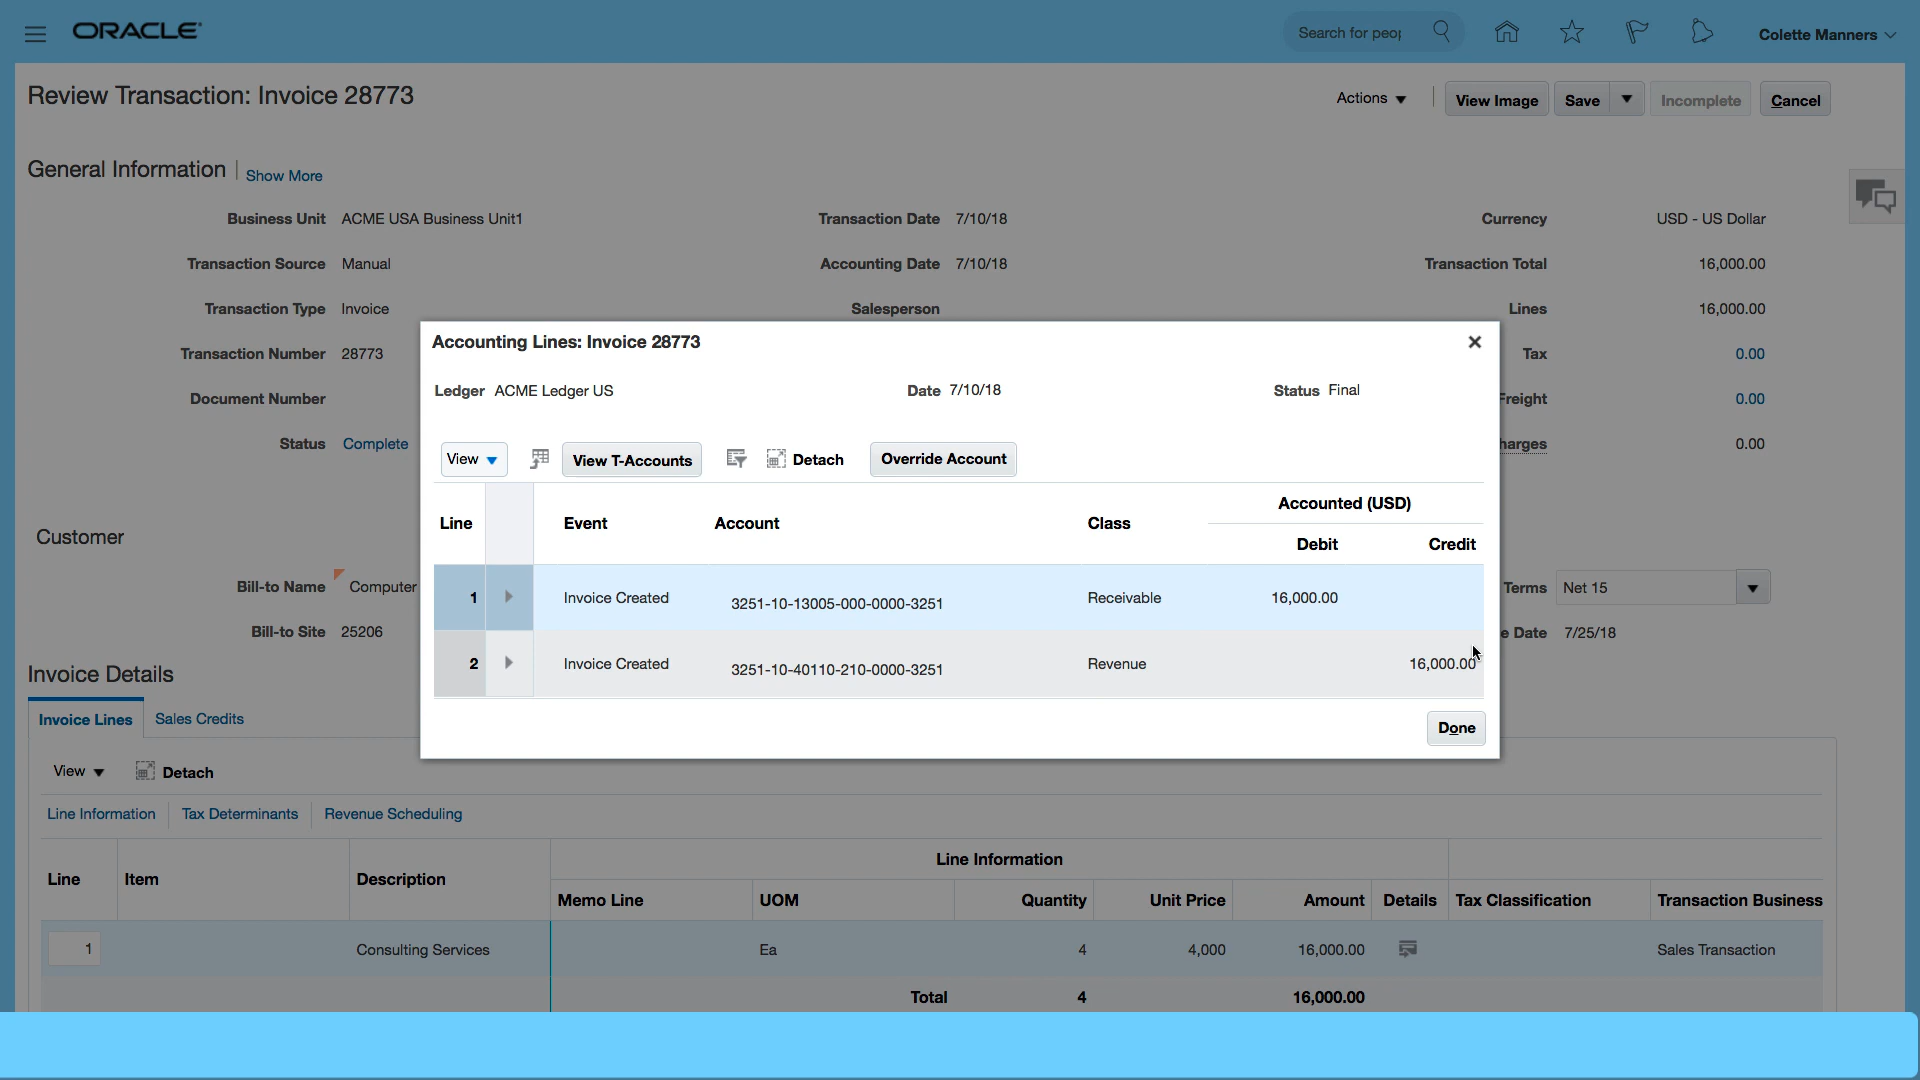 ORACLE
Search for peop
Colette Manners
Review Transaction: Invoice 28773
Actions
View Image
Save
Incomplete
Cancel
General Information
Show More
Business Unit ACME USA Business Unit1
Transaction Date 7/10/18
Currency USD - US Dollar
Transaction Source Manual
Accounting Date 7/10/18
Transaction Total 16,000.00
Transaction Type Invoice
Salesperson
Lines 16,000.00
Transaction Number 28773
Tax 0.00
Document Number
Freight 0.00
Status Complete
harges 0.00
Accounting Lines: Invoice 28773
Ledger ACME Ledger US
Date 7/10/18
Status Final
View
View T-Accounts
Detach
Override Account
Accounted (USD)
Line Event Account Class
Debit Credit
1 Invoice Created 3251-10-13005-000-0000-3251 Receivable 16,000.00
2 Invoice Created 3251-10-40110-210-0000-3251 Revenue 16,000.00
Done
Customer
Bill-to Name Computer
Terms Net 15
Bill-to Site 25206
e Date 7/25/18
Invoice Details
Invoice Lines
Sales Credits
View
Detach
Line Information
Tax Determinants
Revenue Scheduling
Line Information
Line Item Description
Memo Line UOM Quantity Unit Price Amount Details Tax Classification Transaction Business
1 Consulting Services Ea 4 4,000 16,000.00 Sales Transaction
Total 4 16,000.00